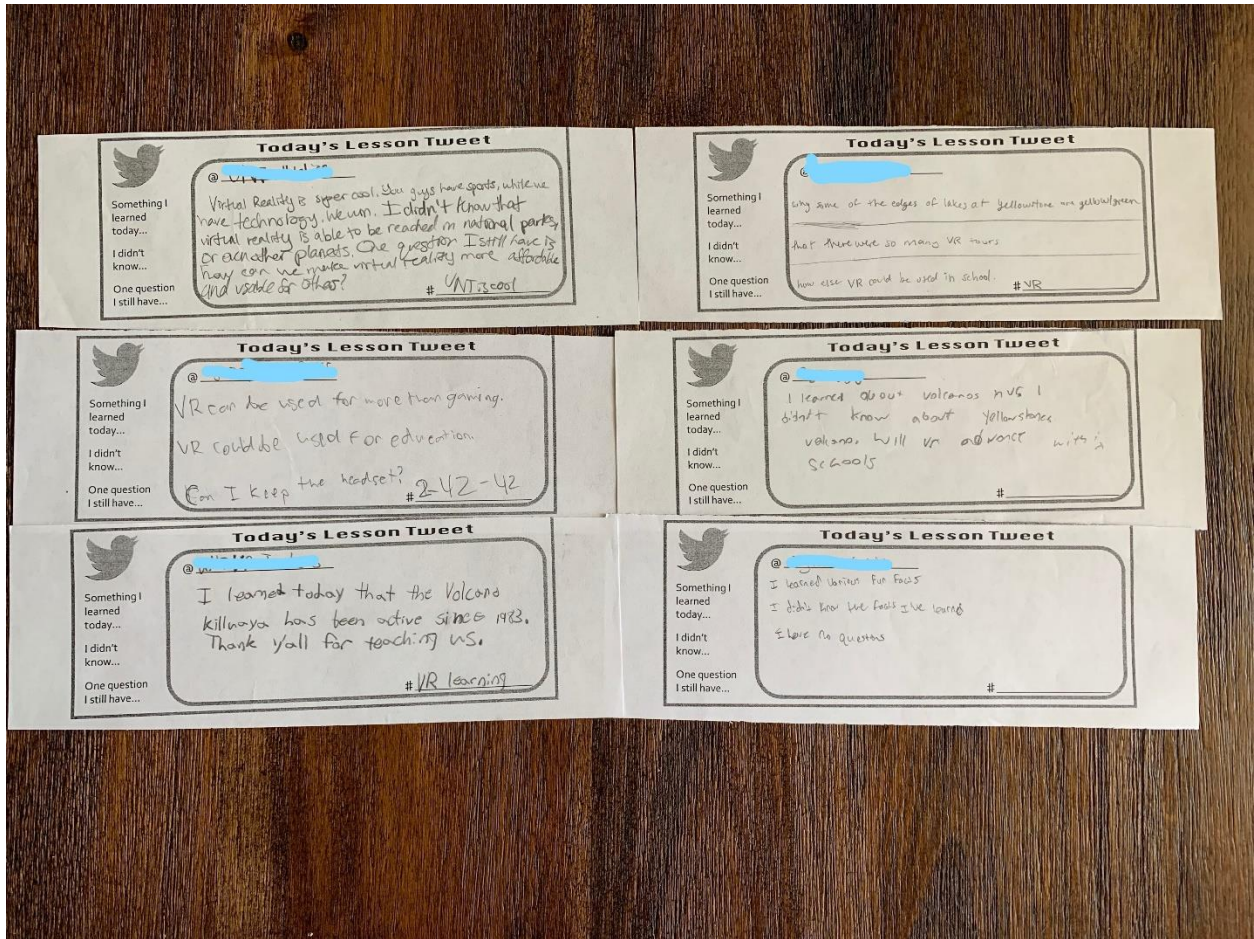 Today's Lesson Tweet
@
Something I
learned
today...
I didn't
know...
One question
I still have...
Virtual Reality is super cool. You guys have sports, while we
have technology. We win. I didn't know that
virtual reality is able to be reached in national parks,
or each other planets. One question I still have is
how can we make virtual reality more affordable
and usable for others?
# UNT is cool
Today's Lesson Tweet
@
Something I
learned
today...
I didn't
know...
One question
I still have...
why some of the edges of lakes at yellowstone are yellow/green
that there were so many VR tours
how else VR could be used in school.
# VR
Today's Lesson Tweet
@
Something I
learned
today...
I didn't
know...
One question
I still have...
VR can be used for more than gaming.
VR could be used for education.
Can I keep the headset?
# 2-42-42
Today's Lesson Tweet
@
Something I
learned
today...
I didn't
know...
One question
I still have...
I learned about volcanos I
didn't know about yellowstones
volcano, will vr advance with in
schools
#
Today's Lesson Tweet
@
Something I
learned
today...
I didn't
know...
One question
I still have...
I learned today that the Volcano
killuaya has been active since 1983.
Thank y'all for teaching us.
# VR learning
Today's Lesson Tweet
@
Something I
learned
today...
I didn't
know...
One question
I still have...
I learned various fun facts
I didn't know the facts I've learnd
I have no questions
#